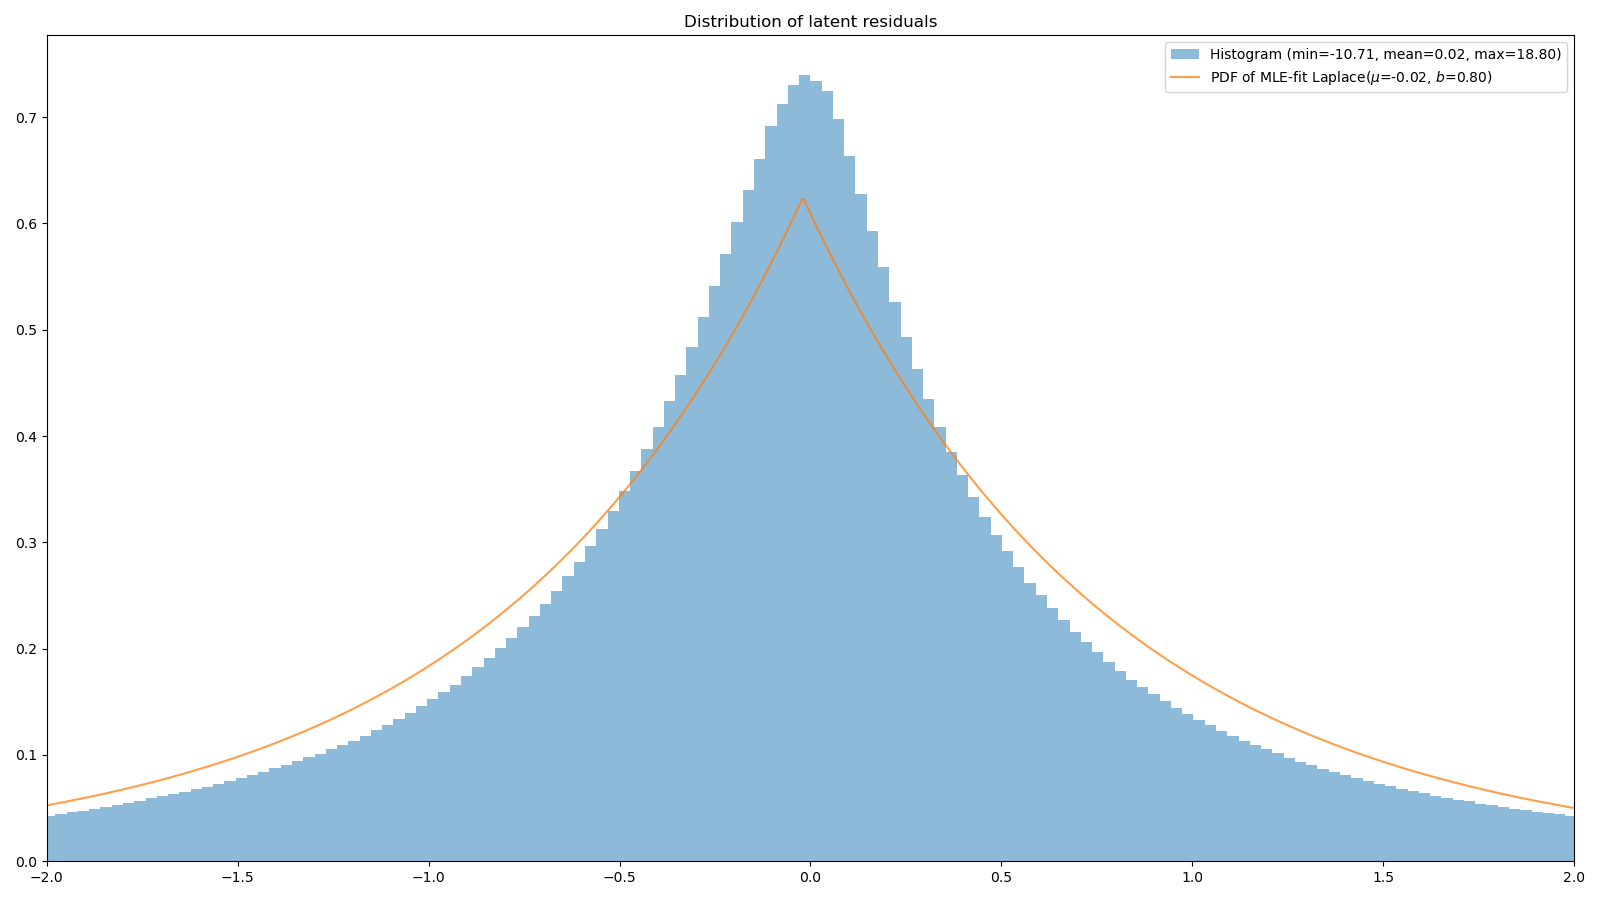 Distribution of latent residuals
Histogram (min=-10.71, mean=0.02, max=18.80)
PDF of MLE-fit Laplace(μ=-0.02, b=0.80)
0.7
0.6
0.5
0.4
0.3
0.2
0.1
0.0
−2.0 −1.5 −1.0 −0.5 0.0 0.5 1.0 1.5 2.0